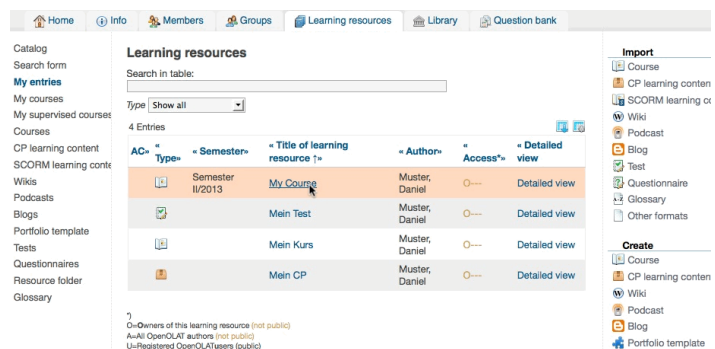 Home
Info
Members
Groups
Learning resources
Library
Question bank
Catalog
Search form
My entries
My courses
My supervised courses
Courses
CP learning content
SCORM learning conte
Wikis
Podcasts
Blogs
Portfolio template
Tests
Questionnaires
Resource folder
Glossary
Learning resources
Search in table:
Type Show all
4 Entries
AC» « Type» « Semester» « Title of learning resource ↑» « Author» « Access*» « Detailed view
Semester II/2013 My Course Muster, Daniel O--- Detailed view
Mein Test Muster, Daniel O--- Detailed view
Mein Kurs Muster, Daniel O--- Detailed view
Mein CP Muster, Daniel O--- Detailed view
*)
O=Owners of this learning resource (not public)
A=All OpenOLAT authors (not public)
U=Registered OpenOLATusers (public)
Import
Course
CP learning conten
SCORM learning co
Wiki
Podcast
Blog
Test
Questionnaire
Glossary
Other formats
Create
Course
CP learning conten
Wiki
Podcast
Blog
Portfolio template